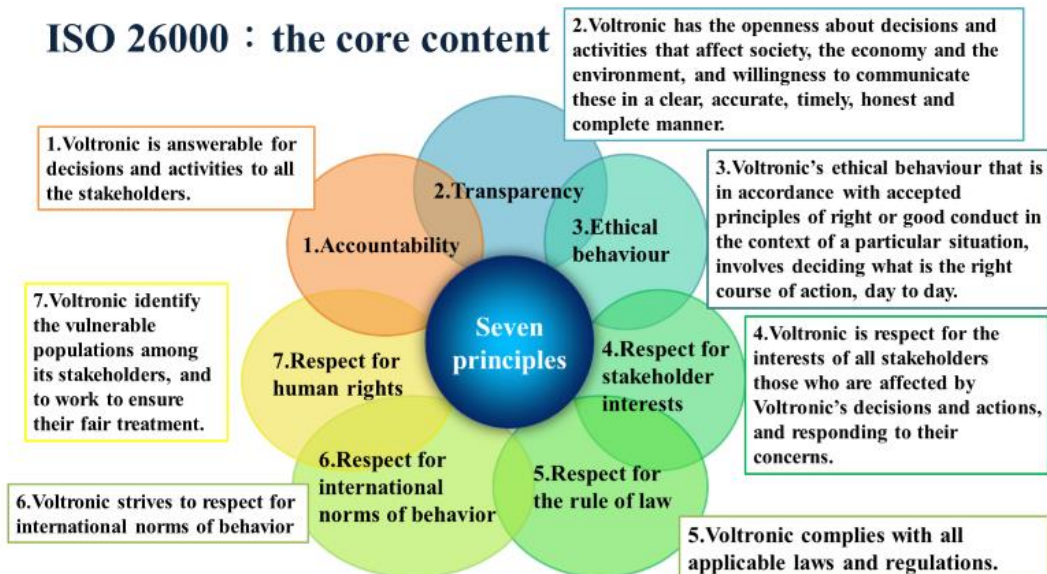 ISO 26000：the core content
2.Voltronic has the openness about decisions and
activities that affect society, the economy and the
environment, and willingness to communicate
these in a clear, accurate, timely, honest and
complete manner.
1.Voltronic is answerable for
decisions and activities to all
the stakeholders.
2.Transparency
3.Voltronic’s ethical behaviour that is
in accordance with accepted
principles of right or good conduct in
the context of a particular situation,
involves deciding what is the right
course of action, day to day.
1.Accountability
3.Ethical
behaviour
7.Voltronic identify
the vulnerable
populations among
its stakeholders, and
to work to ensure
their fair treatment.
Seven
principles
7.Respect for
human rights
4.Respect for
stakeholder
interests
4.Voltronic is respect for the
interests of all stakeholders
those who are affected by
Voltronic’s decisions and actions,
and responding to their
concerns.
6.Respect for
international
norms of behavior
5.Respect for
the rule of law
6.Voltronic strives to respect for
international norms of behavior
5.Voltronic complies with all
applicable laws and regulations.